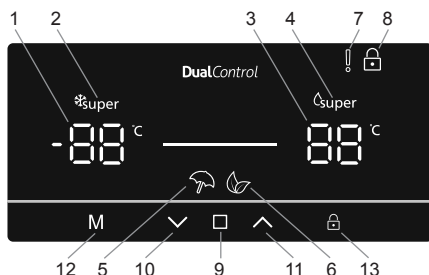 1 2 3 4 7 8
DualControl
super super
-88 °C 88 °C
M
12 5 10 9 11 6 13